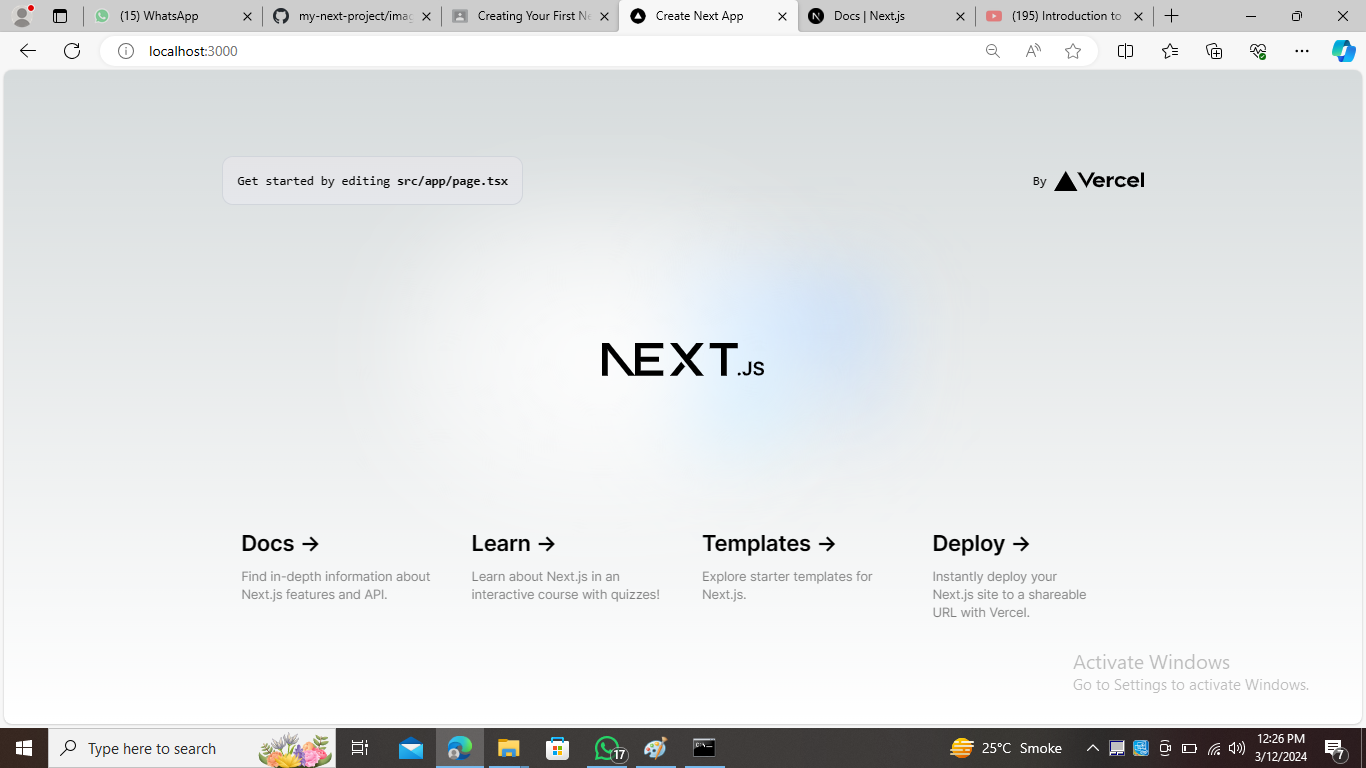 (15) WhatsApp
my-next-project/imag
Creating Your First Ne
Create Next App
Docs | Next.js
(195) Introduction to
localhost:3000
Get started by editing src/app/page.tsx
By Vercel
NEXT.JS
Docs →
Find in-depth information about
Next.js features and API.
Learn →
Learn about Next.js in an
interactive course with quizzes!
Templates →
Explore starter templates for
Next.js.
Deploy →
Instantly deploy your
Next.js site to a shareable
URL with Vercel.
Activate Windows
Go to Settings to activate Windows.
Type here to search
17
25°C Smoke
12:26 PM
3/12/2024
7